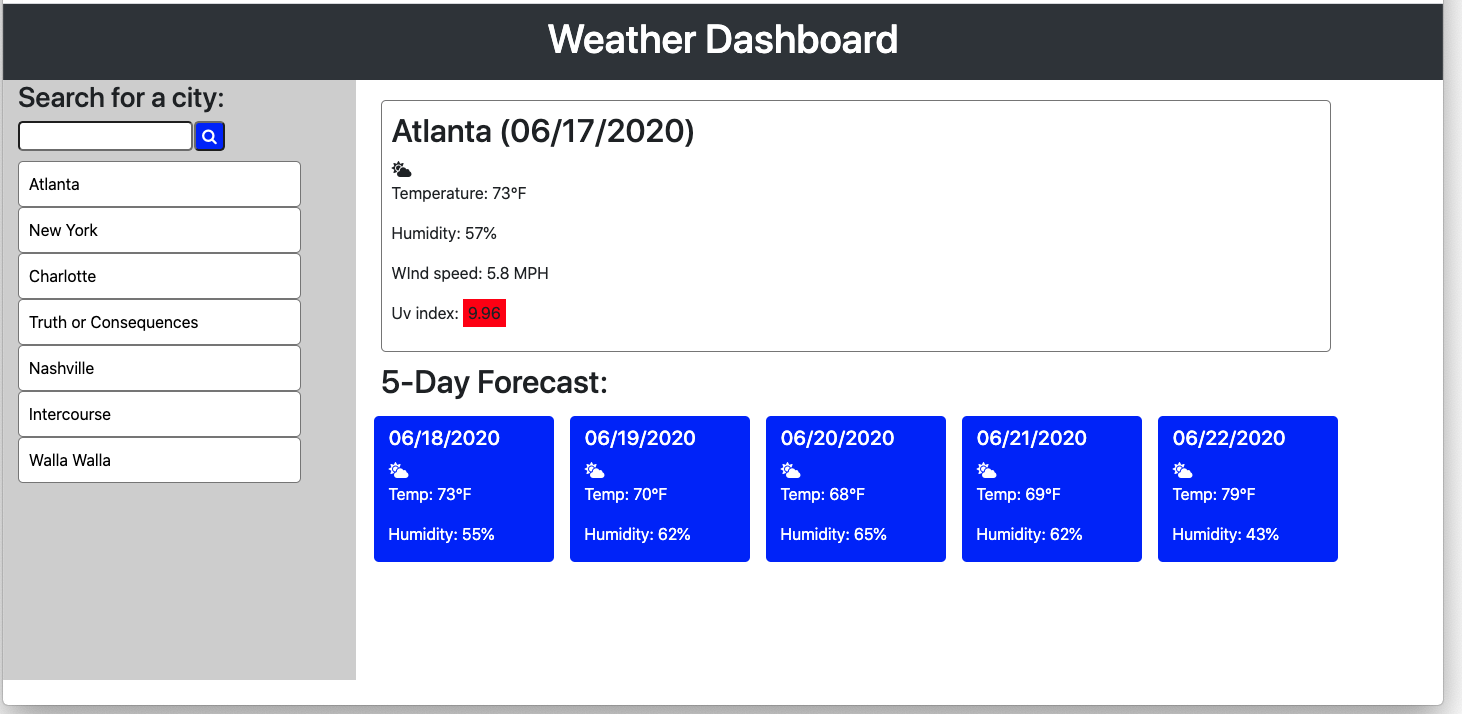 Weather Dashboard
Search for a city:
Atlanta
New York
Charlotte
Truth or Consequences
Nashville
Intercourse
Walla Walla
Atlanta (06/17/2020)
Temperature: 73°F
Humidity: 57%
WInd speed: 5.8 MPH
Uv index: 9.96
5-Day Forecast:
06/18/2020
Temp: 73°F
Humidity: 55%
06/19/2020
Temp: 70°F
Humidity: 62%
06/20/2020
Temp: 68°F
Humidity: 65%
06/21/2020
Temp: 69°F
Humidity: 62%
06/22/2020
Temp: 79°F
Humidity: 43%